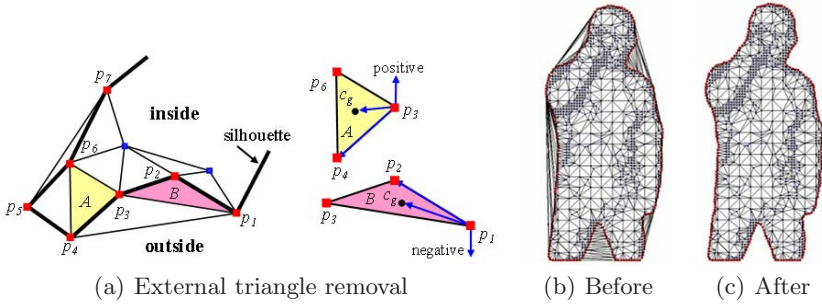 p7
inside
silhouette
p6
p2
B
A
p3
p5
p4
p1
outside
positive
p6
cg
p3
A
p4
p2
B
cg
p3
p1
negative
(a) External triangle removal
(b) Before
(c) After